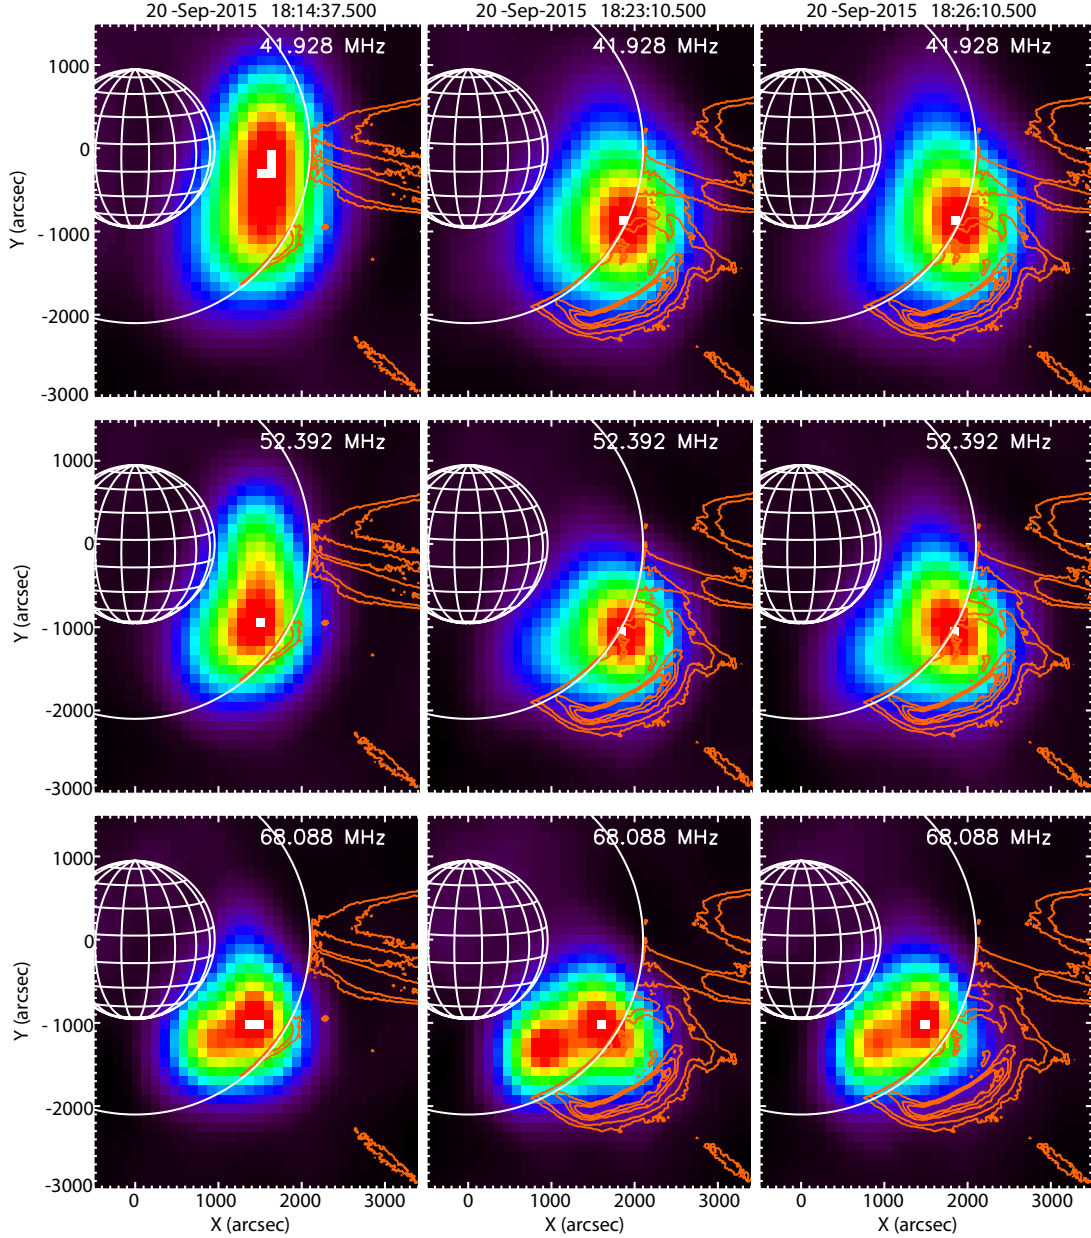 20 -Sep-2015 18:14:37.500 20 -Sep-2015 18:23:10.500 20 -Sep-2015 18:26:10.500
41.928 MHz 41.928 MHz 41.928 MHz
1000
0
Y (arcsec)
- 1000
-2000
-3000
52.392 MHz 52.392 MHz 52.392 MHz
1000
0
Y (arcsec)
- 1000
-2000
-3000
68.088 MHz 68.088 MHz 68.088 MHz
1000
0
Y (arcsec)
- 1000
-2000
-3000
0 1000 2000 3000 0 1000 2000 3000 0 1000 2000 3000
X (arcsec) X (arcsec) X (arcsec)